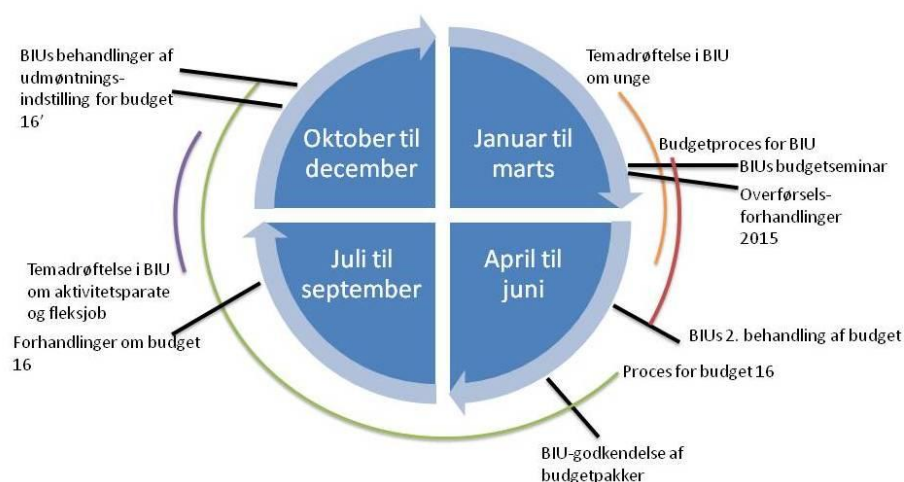 BIUs behandlinger af
udmøntnings-
indstilling for budget
16’
Temadrøftelse i BIU
om unge
Oktober til
december
Januar til
marts
Budgetproces for BIU
BIUs budgetseminar
Overførsels-
forhandlinger
2015
Juli til
september
April til
juni
Temadrøftelse i BIU
om aktivitetsparate
og fleksjob
Forhandlinger om budget
16
BIUs 2. behandling af budget
Proces for budget 16
BIU-godkendelse af
budgetpakker